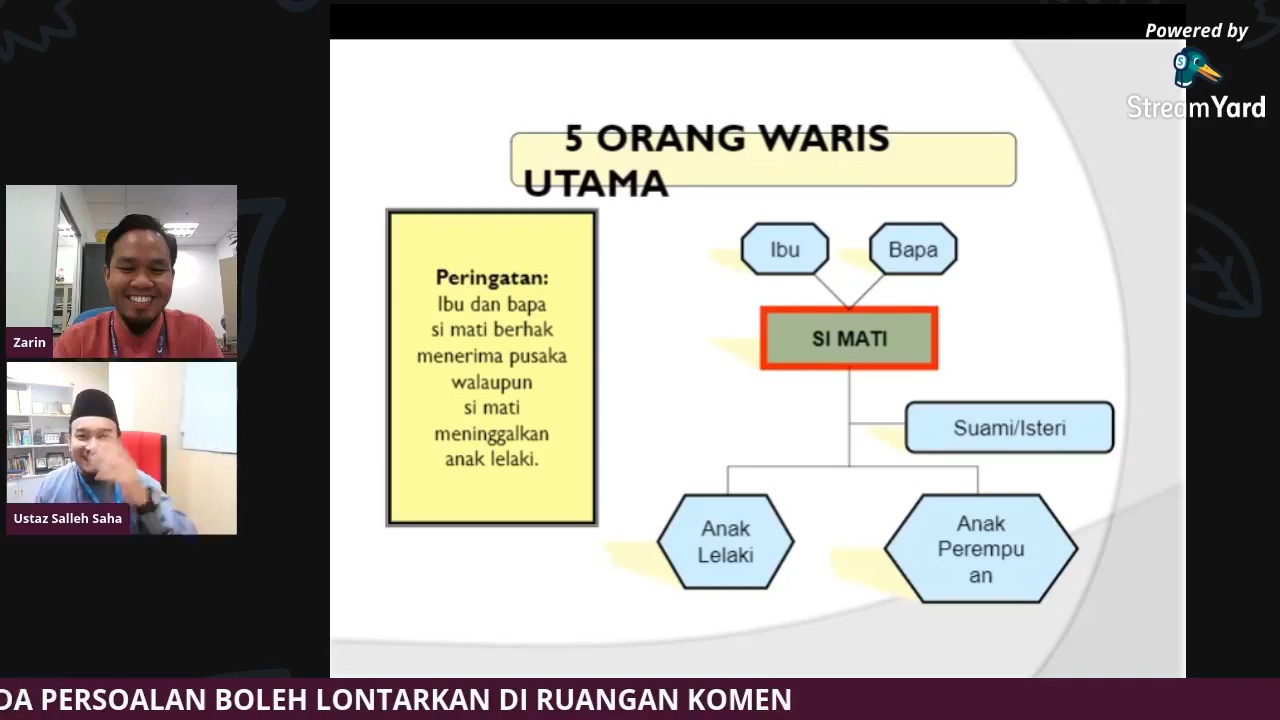 Powered by
StreamYard
5 ORANG WARIS
UTAMA
Peringatan:
Ibu dan bapa
si mati berhak
menerima pusaka
walaupun
si mati
meninggalkan
anak lelaki.
Ibu
Bapa
SI MATI
Suami/Isteri
Anak
Lelaki
Anak
Perempu
an
Zarin
Ustaz Salleh Saha
DA PERSOALAN BOLEH LONTARKAN DI RUANGAN KOMEN